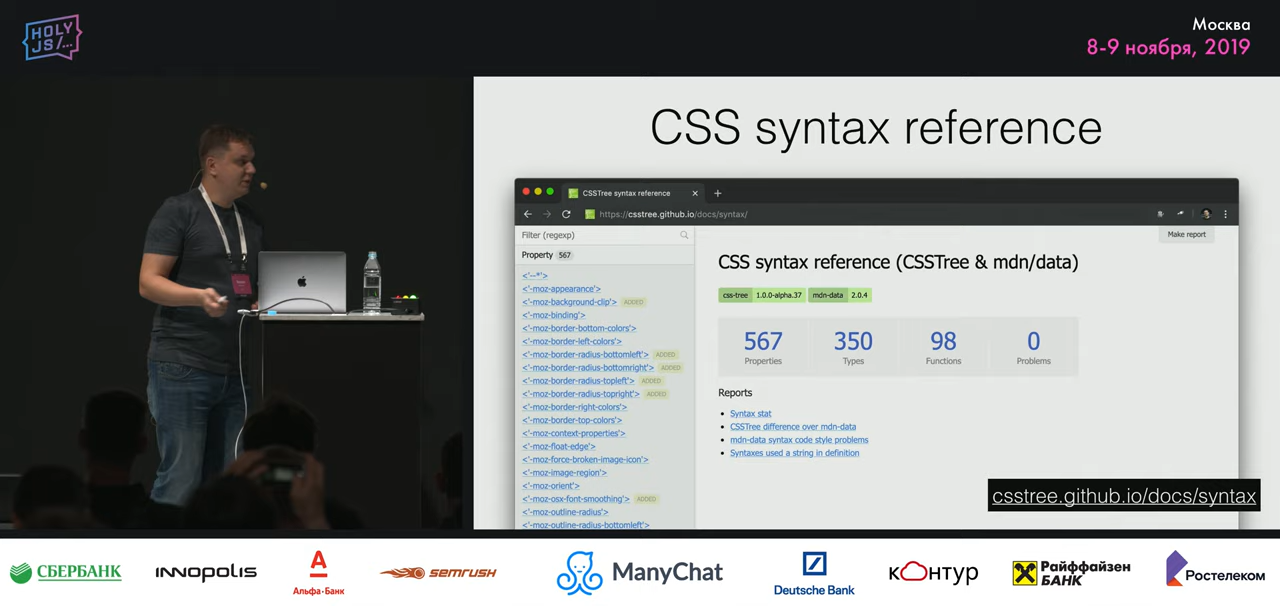 HOLY
JS/...
Москва
8-9 ноября, 2019
CSS syntax reference
CSSTree syntax reference
https://csstree.github.io/docs/syntax/
Filter (regexp)
Make report
Property 567
<'--*'>
<'-moz-appearance'>
<'-moz-background-clip'> ADDED
<'-moz-binding'>
<'-moz-border-bottom-colors'>
<'-moz-border-left-colors'>
<'-moz-border-radius-bottomleft'> ADDED
<'-moz-border-radius-bottomright'> ADDED
<'-moz-border-radius-topleft'> ADDED
<'-moz-border-radius-topright'> ADDED
<'-moz-border-right-colors'>
<'-moz-border-top-colors'>
<'-moz-context-properties'>
<'-moz-float-edge'>
<'-moz-force-broken-image-icon'>
<'-moz-image-region'>
<'-moz-orient'>
<'-moz-osx-font-smoothing'> ADDED
<'-moz-outline-radius'>
<'-moz-outline-radius-bottomleft'>
CSS syntax reference (CSSTree & mdn/data)
css-tree 1.0.0-alpha.37 mdn-data 2.0.4
567 350 98 0
Properties Types Functions Problems
Reports
Syntax stat
CSSTree difference over mdn-data
mdn-data syntax code style problems
Syntaxes used a string in definition
csstree.github.io/docs/syntax
СБЕРБАНК
INNOPOLIS
А
Альфа·Банк
semrush
ManyChat
Deutsche Bank
контур
Райффайзен
БАНК
Ростелеком